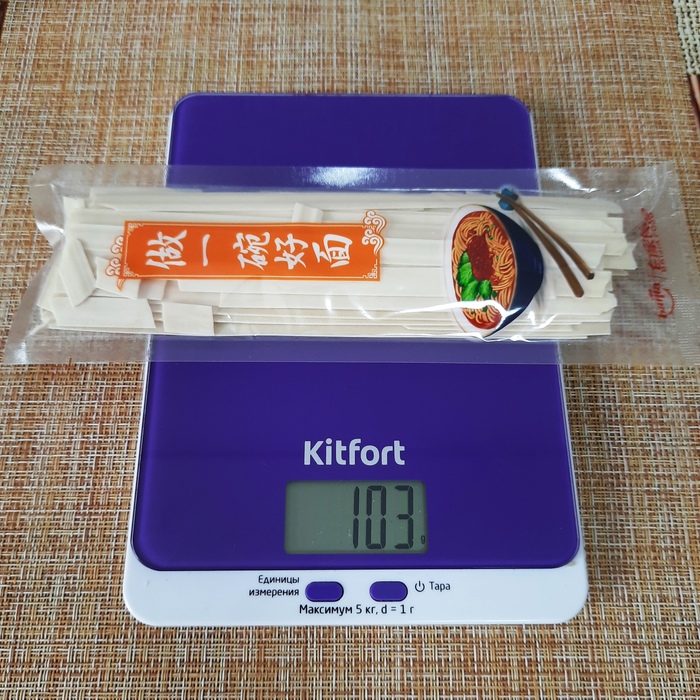 做一碗好面
Kitfort
103 g
Единицы
измерения
Тара
Максимум 5 кг, d = 1 г